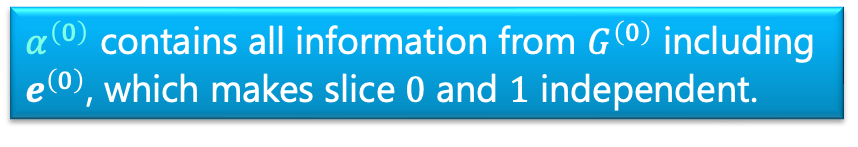 α⁽⁰⁾ contains all information from G⁽⁰⁾ including
e⁽⁰⁾, which makes slice 0 and 1 independent.